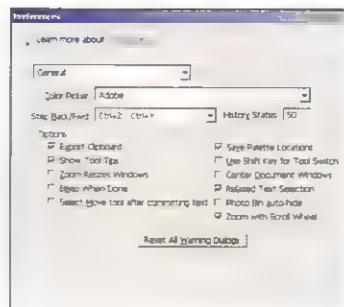 Preferences
Learn more about
General
Color Picker: Adobe
Step Back/Fwd: Ctrl+Z Ctrl+Y History States: 50
Options
Export Clipboard
Show Tool Tips
Zoom Resizes Windows
Beep When Done
Select Move tool after committing text
Save Palette Locations
Use Shift Key for Tool Switch
Center Document Windows
Relaxed Text Selection
Photo Bin auto-hide
Zoom with Scroll Wheel
Reset All Warning Dialogs